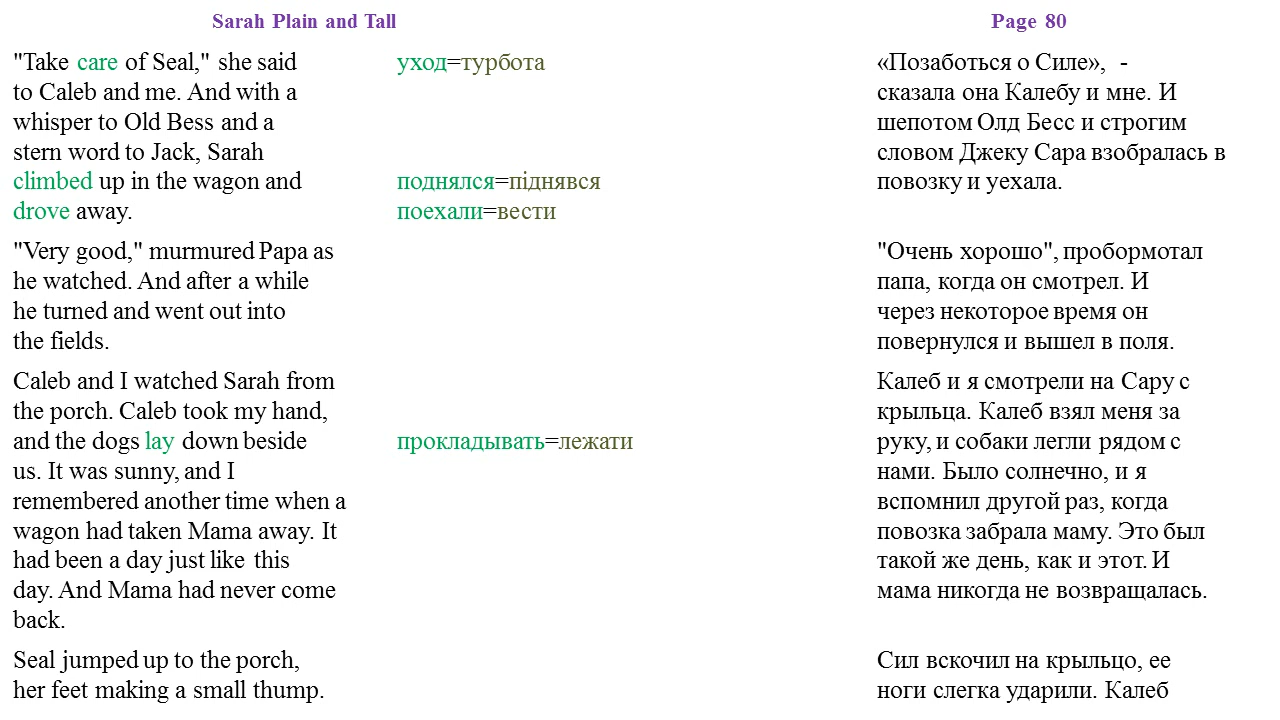 Sarah Plain and Tall
Page 80
"Take care of Seal," she said
to Caleb and me. And with a
whisper to Old Bess and a
stern word to Jack, Sarah
climbed up in the wagon and
drove away.
"Very good," murmured Papa as
he watched. And after a while
he turned and went out into
the fields.
Caleb and I watched Sarah from
the porch. Caleb took my hand,
and the dogs lay down beside
us. It was sunny, and I
remembered another time when a
wagon had taken Mama away. It
had been a day just like this
day. And Mama had never come
back.
Seal jumped up to the porch,
her feet making a small thump.
уход=турбота
поднялся=піднявся
поехали=вести
прокладывать=лежати
«Позаботься о Силе», -
сказала она Калебу и мне. И
шепотом Олд Бесс и строгим
словом Джеку Сара взобралась в
повозку и уехала.
"Очень хорошо", пробормотал
папа, когда он смотрел. И
через некоторое время он
повернулся и вышел в поля.
Калеб и я смотрели на Сару с
крыльца. Калеб взял меня за
руку, и собаки легли рядом с
нами. Было солнечно, и я
вспомнил другой раз, когда
повозка забрала маму. Это был
такой же день, как и этот. И
мама никогда не возвращалась.
Сил вскочил на крыльцо, ее
ноги слегка ударили. Калеб